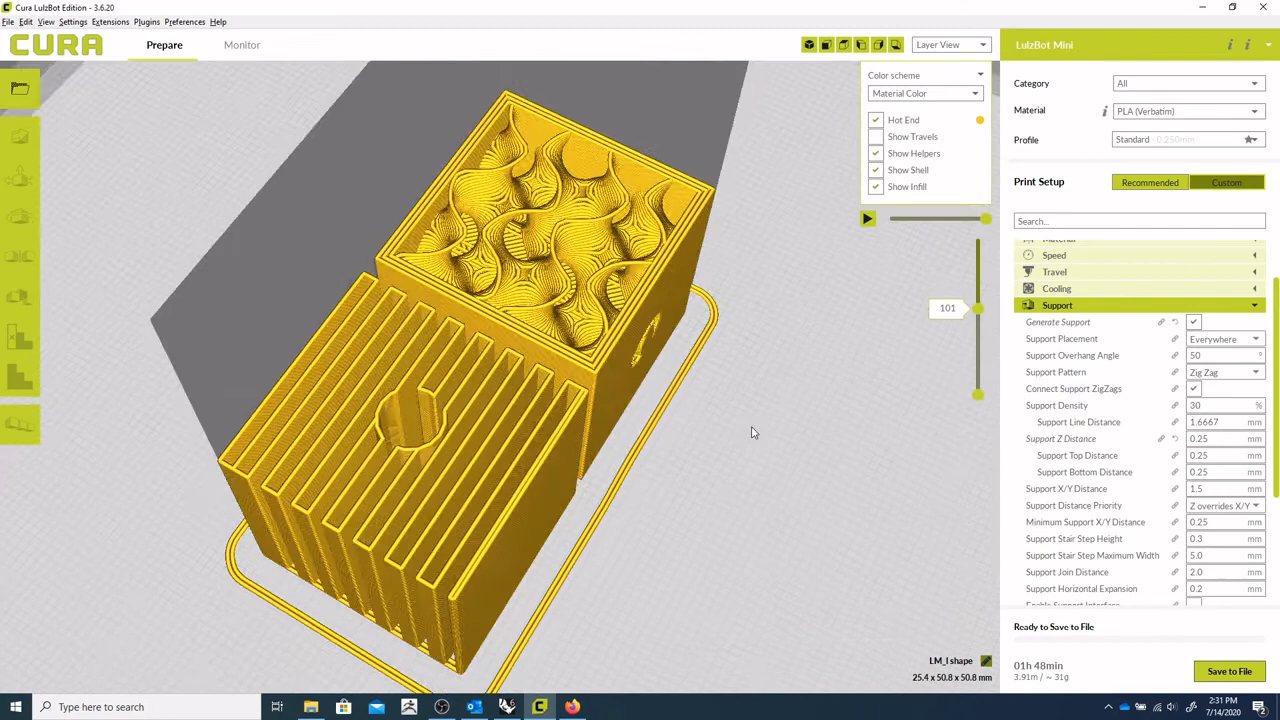 Cura LulzBot Edition - 3.6.20
File Edit View Settings Extensions Plugins Preferences Help
CURA
Prepare
Monitor
Layer View
LulzBot Mini
Color scheme
Material Color
Hot End
Show Travels
Show Helpers
Show Shell
Show Infill
101
Category
All
Material
PLA (Verbatim)
Profile
Standard - 0.250mm
Print Setup
Recommended
Custom
Search...
Material
Speed
Travel
Cooling
Support
Generate Support
Support Placement Everywhere
Support Overhang Angle 50 °
Support Pattern Zig Zag
Connect Support ZigZags
Support Density 30 %
Support Line Distance 1.6667 mm
Support Z Distance 0.25 mm
Support Top Distance 0.25 mm
Support Bottom Distance 0.25 mm
Support X/Y Distance 1.5 mm
Support Distance Priority Z overrides X/Y
Minimum Support X/Y Distance 0.25 mm
Support Stair Step Height 0.3 mm
Support Stair Step Maximum Width 5.0 mm
Support Join Distance 2.0 mm
Support Horizontal Expansion 0.2 mm
Enable Support Interface
Ready to Save to File
01h 48min
3.91m / ~ 31g
Save to File
LM_I shape
25.4 x 50.8 x 50.8 mm
Type here to search
2:31 PM
7/14/2020
2